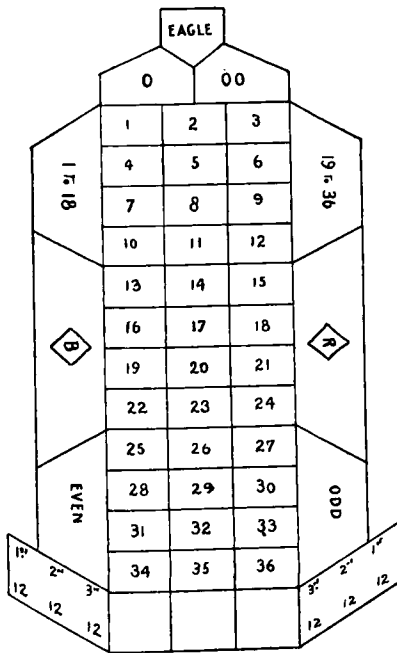 EAGLE
0 00
1 2 3
4 5 6
7 8 9
1 To 18
19 To 36
10 11 12
13 14 15
16 17 18
B
R
19 20 21
22 23 24
25 26 27
EVEN
ODD
28 29 30
31 32 33
34 35 36
1st 2nd 3rd
12 12 12
3rd 2nd 1st
12 12 12